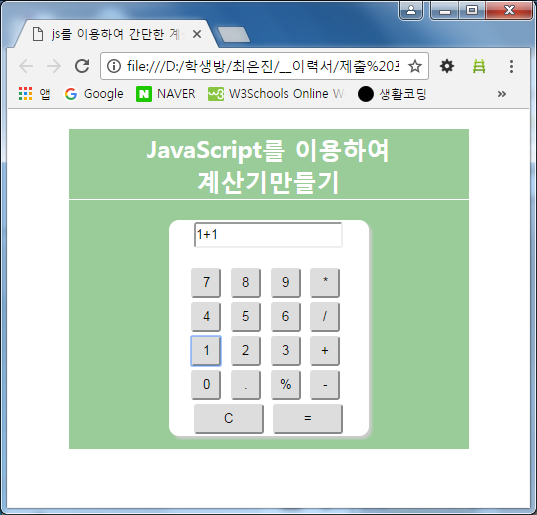 js를 이용하여 간단한 계
file:///D:/학생방/최은진/__이력서/제출%20
앱 Google NAVER W3Schools Online 생활코딩 »
JavaScript를 이용하여
계산기만들기
1+1
7 8 9 *
4 5 6 /
1 2 3 +
0 . % -
C =